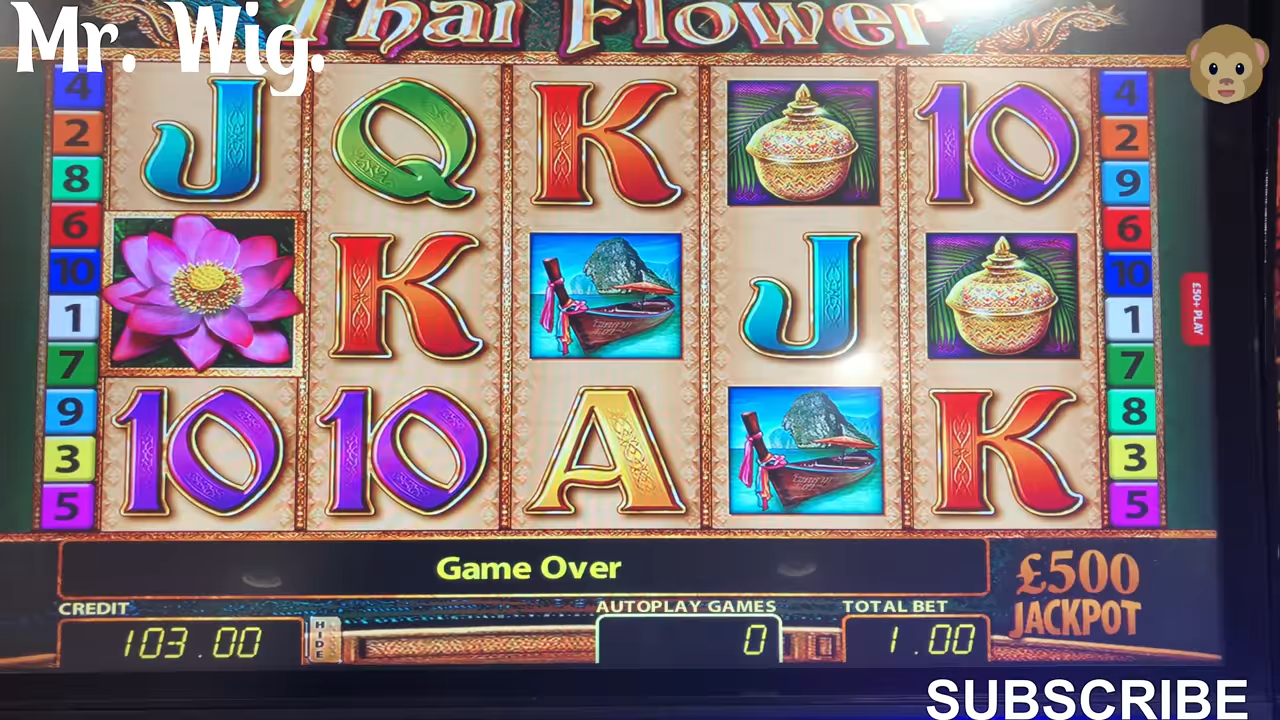 Mr. Wig.
Thai Flower
4 J Q K 10 4
2 2
8 9
6 6
10 K J 10
1 1
7 7
9 10 10 A K 8
3 3
5 5
£50+ PLAY
Game Over
£500
JACKPOT
CREDIT AUTOPLAY GAMES TOTAL BET
103.00 HIDE 0 1.00
SUBSCRIBE